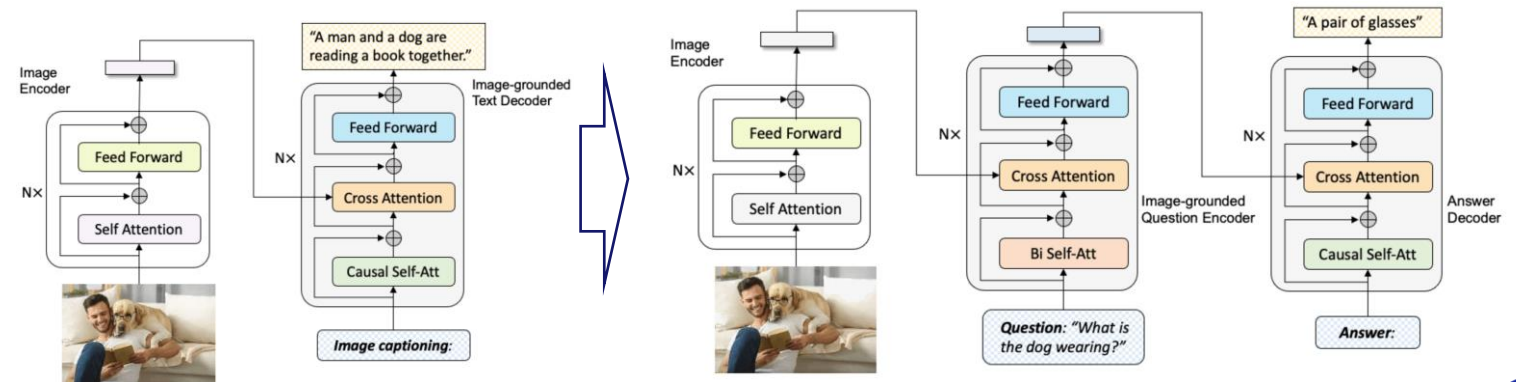 Image
Encoder
Feed Forward
N×
Self Attention
"A man and a dog are
reading a book together."
Image-grounded
Text Decoder
Feed Forward
N×
Cross Attention
Causal Self-Att
Image captioning:
Image
Encoder
Feed Forward
N×
Self Attention
Feed Forward
N×
Cross Attention
Image-grounded
Question Encoder
Bi Self-Att
Question: "What is
the dog wearing?"
"A pair of glasses"
Feed Forward
N×
Cross Attention
Answer
Decoder
Causal Self-Att
Answer: